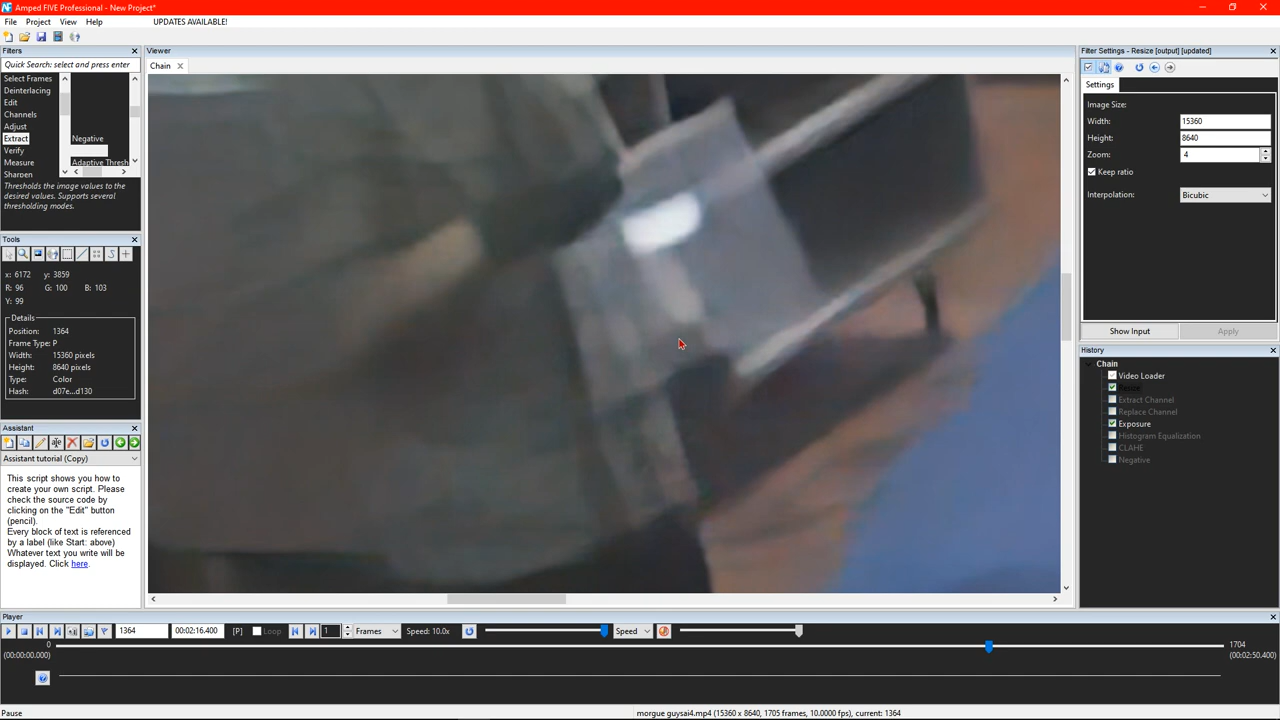 Amped FIVE Professional - New Project*
File Project View Help UPDATES AVAILABLE!
Filters
Quick Search: select and press enter
Select Frames
Deinterlacing
Edit
Channels
Adjust
Extract Negative
Verify
Measure Adaptive Thresh
Sharpen
Thresholds the image values to the
desired values. Supports several
thresholding modes.
Tools
x: 6172 y: 3859
R: 96 G: 100 B: 103
Y: 99
Details
Position: 1364
Frame Type: P
Width: 15360 pixels
Height: 8640 pixels
Type: Color
Hash: d07e...d130
Assistant
Assistant tutorial (Copy)
This script shows you how to
create your own script. Please
check the source code by
clicking on the "Edit" button
(pencil).
Every block of text is referenced
by a label (like Start: above)
Whatever text you write will be
displayed. Click here.
Viewer
Chain
Filter Settings - Resize [output] [updated]
Settings
Image Size:
Width: 15360
Height: 8640
Zoom: 4
Keep ratio
Interpolation: Bicubic
Show Input Apply
History
Chain
Video Loader
Resize
Extract Channel
Replace Channel
Exposure
Histogram Equalization
CLAHE
Negative
Player
1364 00:02:16.400 [P] Loop 1 Frames Speed: 10.0x Speed
0 1704
(00:00:00.000) (00:02:50.400)
Pause morgue guysai4.mp4 (15360 x 8640, 1705 frames, 10.0000 fps), current: 1364